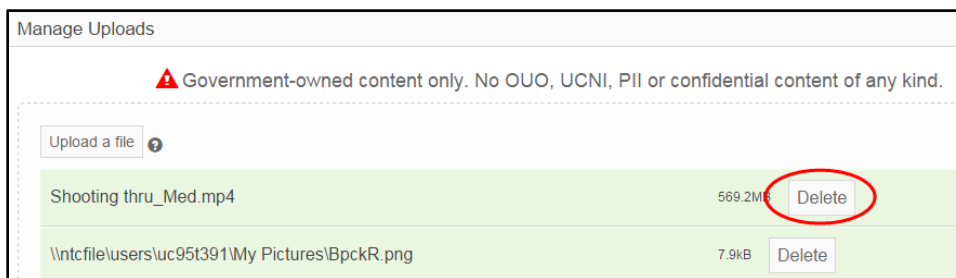 Manage Uploads
Government-owned content only. No OUO, UCNI, PII or confidential content of any kind.
Upload a file ?
Shooting thru_Med.mp4 569.2MB Delete
\\ntcfile\users\uc95t391\My Pictures\BpckR.png 7.9kB Delete